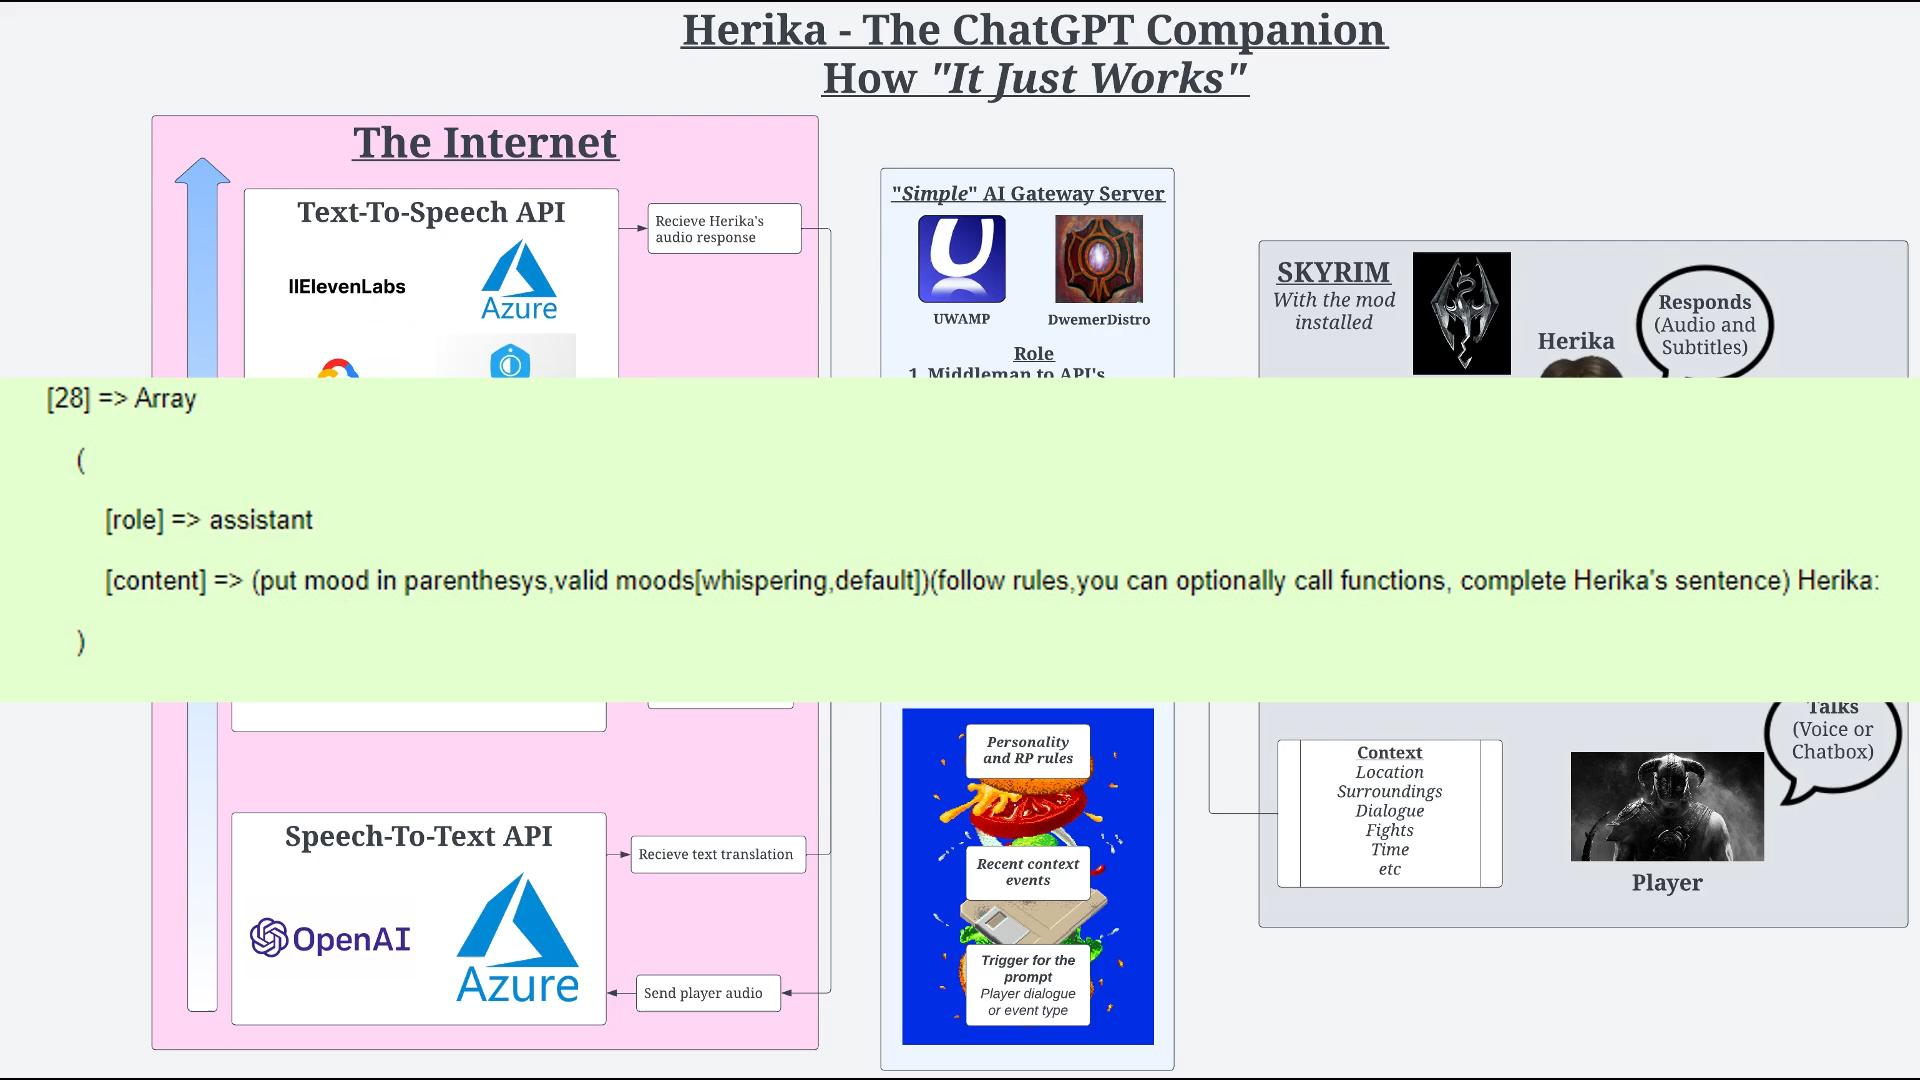 Herika - The ChatGPT Companion
How "It Just Works"
The Internet
Text-To-Speech API
IIElevenLabs
Azure
Recieve Herika's
audio response
"Simple" AI Gateway Server
UWAMP
DwemerDistro
Role
1. Middleman to API's
SKYRIM
With the mod
installed
Herika
Responds
(Audio and
Subtitles)
[28] => Array
(
[role] => assistant
[content] => (put mood in parenthesys,valid moods[whispering,default])(follow rules,you can optionally call functions, complete Herika's sentence) Herika:
)
Speech-To-Text API
OpenAI
Azure
Recieve text translation
Send player audio
Personality
and RP rules
Recent context
events
Trigger for the
prompt
Player dialogue
or event type
Context
Location
Surroundings
Dialogue
Fights
Time
etc
Talks
(Voice or
Chatbox)
Player